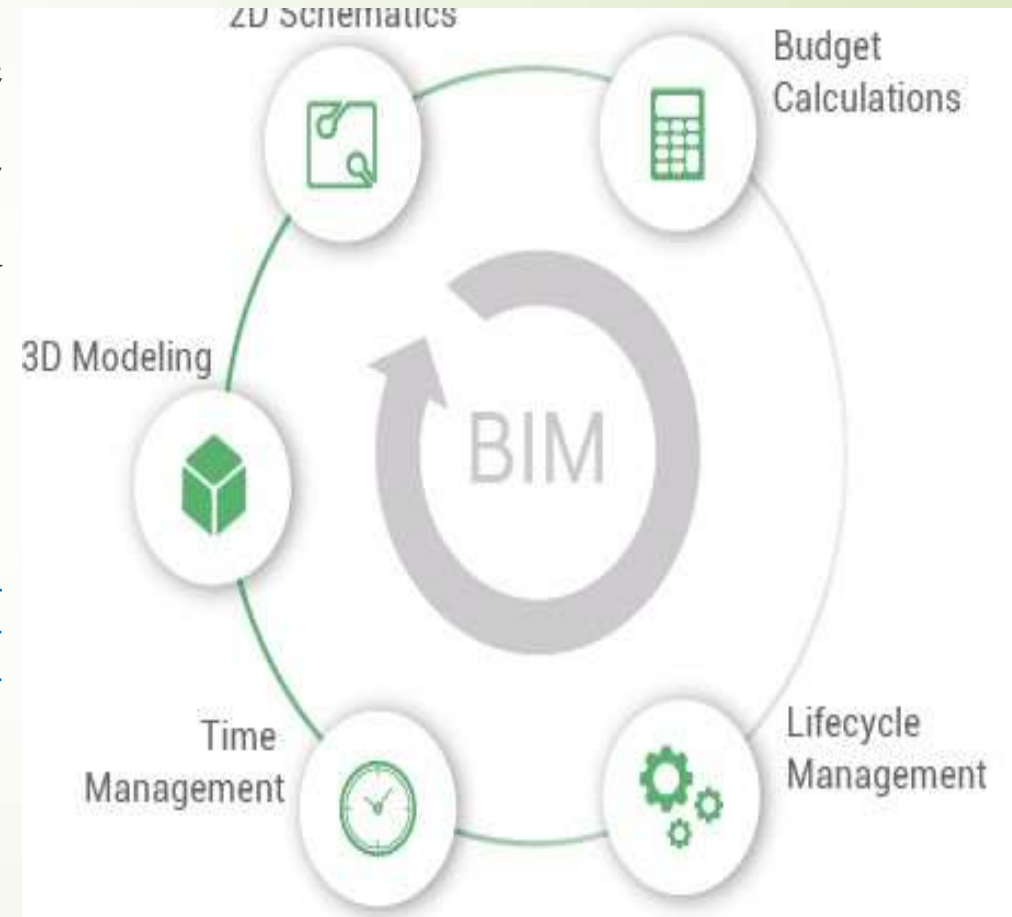 2D Schematics
Budget
Calculations
3D Modeling
BIM
Time
Management
Lifecycle
Management